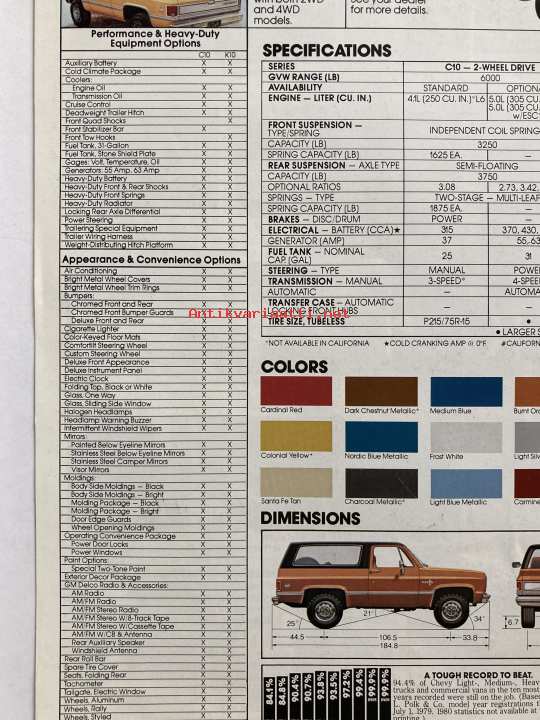 with both 2WD
and 4WD
models.
see your dealer
for more details.
Performance & Heavy-Duty
Equipment Options
C10 K10
Auxiliary Battery X X
Cold Climate Package X X
Coolers:
Engine Oil X X
Transmission Oil X X
Cruise Control X X
Deadweight Trailer Hitch X X
Front Quad Shocks X
Front Stabilizer Bar X
Front Tow Hooks X
Fuel Tank, 31-Gallon X X
Fuel Tank, Stone Shield Plate X X
Gages: Volt, Temperature, Oil X X
Generators: 55 Amp, 63 Amp X X
Heavy-Duty Battery X X
Heavy-Duty Front & Rear Shocks X X
Heavy-Duty Front Springs X X
Heavy-Duty Radiator X X
Locking Rear Axle Differential X X
Power Steering X X
Trailering Special Equipment X X
Trailer Wiring Harness X X
Weight-Distributing Hitch Platform X X
Appearance & Convenience Options
Air Conditioning X X
Bright Metal Wheel Covers X X
Bright Metal Wheel Trim Rings
Bumpers:
Chromed Front and Rear X X
Chromed Front Bumper Guards X X
Deluxe Front and Rear X X
Cigarette Lighter X X
Color-Keyed Floor Mats X X
Comfortilt Steering Wheel X X
Custom Steering Wheel X X
Deluxe Front Appearance X X
Deluxe Instrument Panel X X
Electric Clock X X
Folding Top, Black or White X X
Glass, One Way X X
Glass, Sliding Side Window X X
Halogen Headlamps X X
Headlamp Warning Buzzer X X
Intermittent Windshield Wipers X X
Mirrors:
Painted Below Eyeline Mirrors X X
Stainless Steel Below Eyeline Mirrors X X
Stainless Steel Camper Mirrors X X
Visor Mirrors X X
Moldings:
Body Side Moldings — Black X X
Body Side Moldings — Bright X X
Molding Package — Black X X
Molding Package — Bright X X
Door Edge Guards X X
Wheel Opening Moldings X X
Operating Convenience Package X X
Power Door Locks X X
Power Windows X X
Paint Options:
Special Two-Tone Paint X X
Exterior Decor Package X X
GM Delco Radio & Accessories:
AM Radio X X
AM/FM Radio X X
AM/FM Stereo Radio X X
AM/FM Stereo W/8-Track Tape X X
AM/FM Stereo W/Cassette Tape X X
AM/FM W/CB & Antenna X X
Rear Auxiliary Speaker X X
Windshield Antenna X X
Rear Roll Bar X X
Spare Tire Cover X X
Seats, Folding Rear X X
Tachometer X X
Tailgate, Electric Window X X
Wheels, Aluminum X X
Wheels, Rally X X
Wheels, Styled X X
SPECIFICATIONS
SERIES C10 — 2-WHEEL DRIVE
GVW RANGE (LB) 6000
AVAILABILITY STANDARD OPTIONA
ENGINE — LITER (CU. IN.) 4.1L (250 CU. IN.)*L6 5.0L (305 CU.
5.0L (305 CU.
w/ESC
FRONT SUSPENSION —
TYPE/SPRING INDEPENDENT COIL SPRING
CAPACITY (LB) 3250
SPRING CAPACITY (LB) 1625 EA. —
REAR SUSPENSION — AXLE TYPE SEMI-FLOATING
CAPACITY (LB) 3750
OPTIONAL RATIOS 3.08 2.73, 3.42,
SPRINGS — TYPE TWO-STAGE — MULTI-LEAF
SPRING CAPACITY (LB) 1875 EA. —
BRAKES — DISC/DRUM POWER —
ELECTRICAL — BATTERY (CCA)★ 315 370, 430,
GENERATOR (AMP) 37 55, 63
FUEL TANK — NOMINAL
CAP. (GAL) 25 31
STEERING — TYPE MANUAL POWE
TRANSMISSION — MANUAL 3-SPEED* 4-SPEE
AUTOMATIC — AUTOMA
TRANSFER CASE — AUTOMATIC
LOCKING FRONT HUBS — —
Antikvariaatti.net
TIRE SIZE, TUBELESS P215/75R-15
● LARGER S
*NOT AVAILABLE IN CALIFORNIA ★COLD CRANKING AMP @ 0°F #CALIFORN
COLORS
Cardinal Red Dark Chestnut Metallic* Medium Blue Burnt Or
Colonial Yellow* Nordic Blue Metallic Frost White Light Silv
Santa Fe Tan Charcoal Metallic* Light Blue Metallic Carmine
DIMENSIONS
25° 21° 34°
44.5 106.5 33.8
184.8
6.7
84.1%
84.8%
90.4%
90.7%
93.8%
93.5%
97.2%
99.4%
99.9%
99.9%
A TOUGH RECORD TO BEAT.
94.4% of Chevy Light-, Medium-, Heav
trucks and commercial vans in the ten most
years recorded were still on the job. (Base
L. Polk & Co. model year registrations
July 1, 1979. 1980 statistics not available at
printing.)